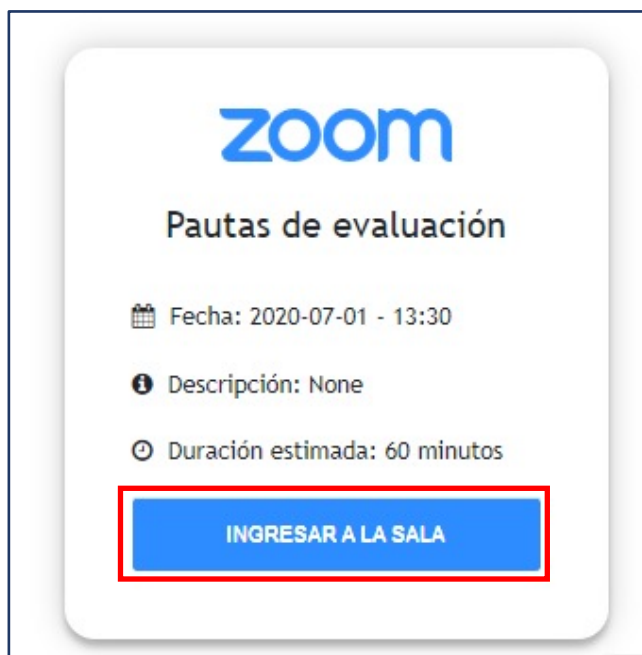 zoom
Pautas de evaluación
Fecha: 2020-07-01 - 13:30
Descripción: None
Duración estimada: 60 minutos
INGRESAR A LA SALA